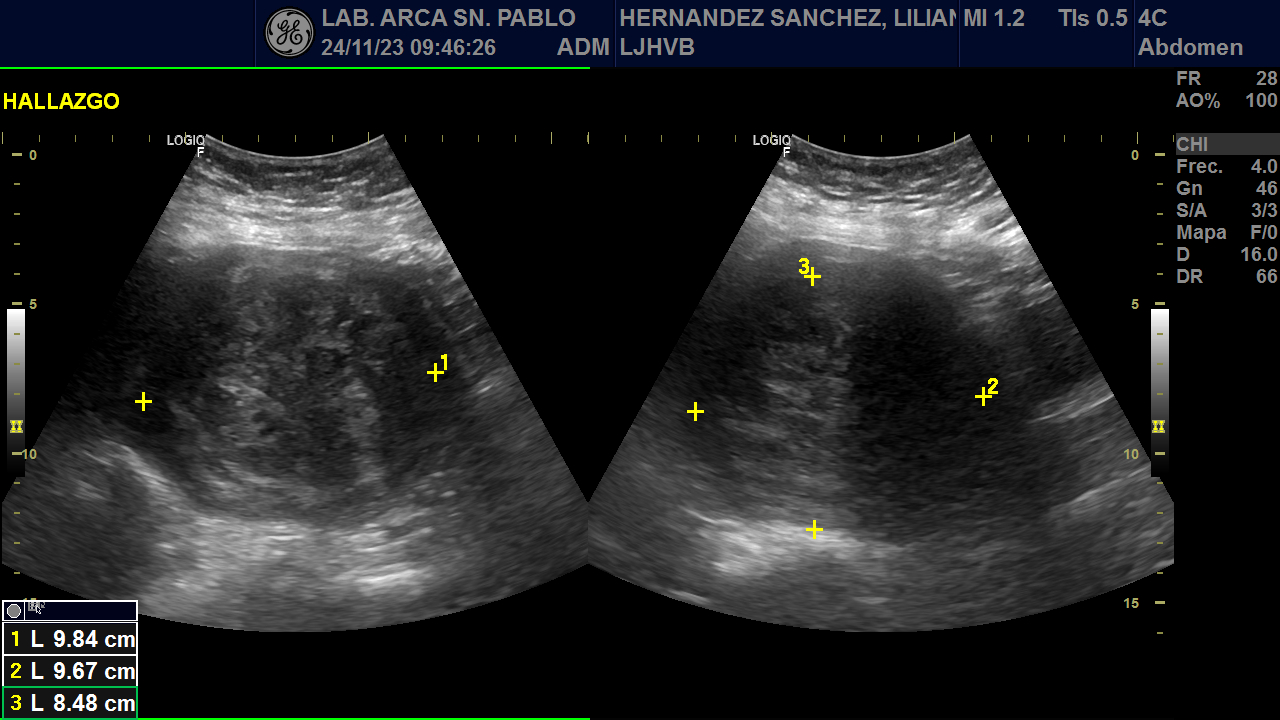 LAB. ARCA SN. PABLO
24/11/23 09:46:26 ADM
HERNANDEZ SANCHEZ, LILIAN
LJHVB
MI 1.2 TIs 0.5
4C
Abdomen
HALLAZGO
FR 28
AO% 100
CHI
Frec. 4.0
Gn 46
S/A 3/3
Mapa F/0
D 16.0
DR 66
LOGIQ
F
LOGIQ
F
0
5
10
15
0
5
10
15
1
2
3
1 L 9.84 cm
2 L 9.67 cm
3 L 8.48 cm